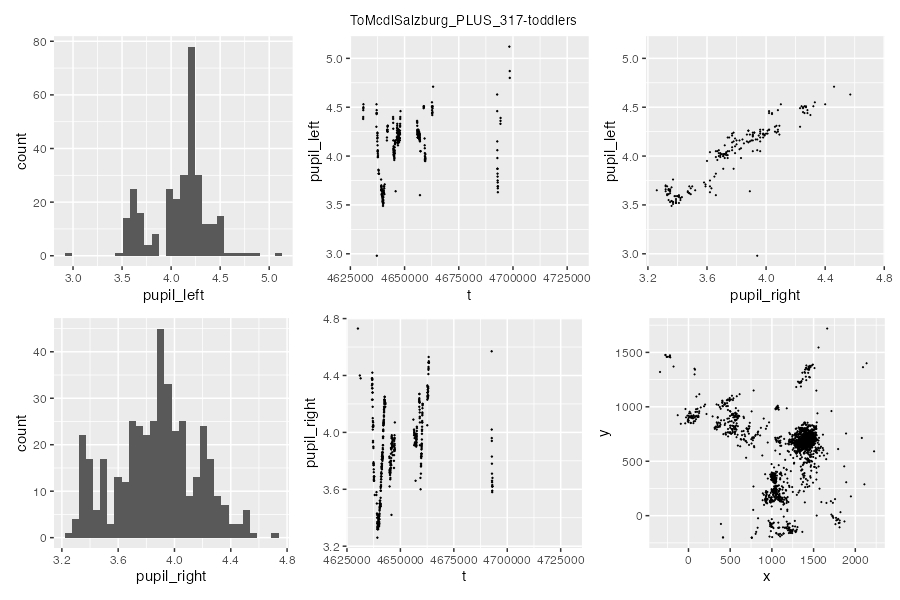 ToMcdlSalzburg_PLUS_317-toddlers
80
60
40
20
0
count
3.0 3.5 4.0 4.5 5.0
pupil_left
5.0
4.5
4.0
3.5
3.0
pupil_left
4625000 4650000 4675000 4700000 4725000
t
5.0
4.5
4.0
3.5
3.0
pupil_left
3.2 3.6 4.0 4.4 4.8
pupil_right
40
30
20
10
0
count
3.2 3.6 4.0 4.4 4.8
pupil_right
4.8
4.4
4.0
3.6
3.2
pupil_right
4625000 4650000 4675000 4700000 4725000
t
1500
1000
500
0
y
0 500 1000 1500 2000
x